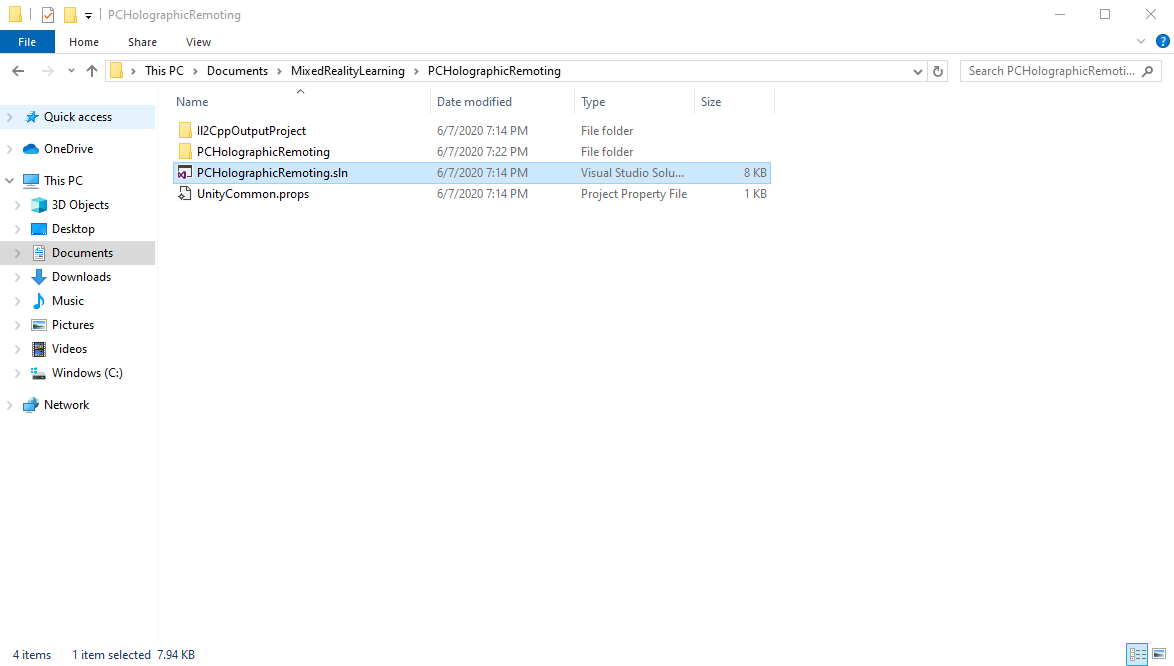 PCHolographicRemoting
File Home Share View
This PC Documents MixedRealityLearning PCHolographicRemoting Search PCHolographicRemoti...
Name Date modified Type Size
Quick access
OneDrive
This PC
3D Objects
Desktop
Documents
Downloads
Music
Pictures
Videos
Windows (C:)
Network
Il2CppOutputProject 6/7/2020 7:14 PM File folder
PCHolographicRemoting 6/7/2020 7:22 PM File folder
PCHolographicRemoting.sln 6/7/2020 7:14 PM Visual Studio Solu... 8 KB
UnityCommon.props 6/7/2020 7:14 PM Project Property File 1 KB
4 items 1 item selected 7.94 KB